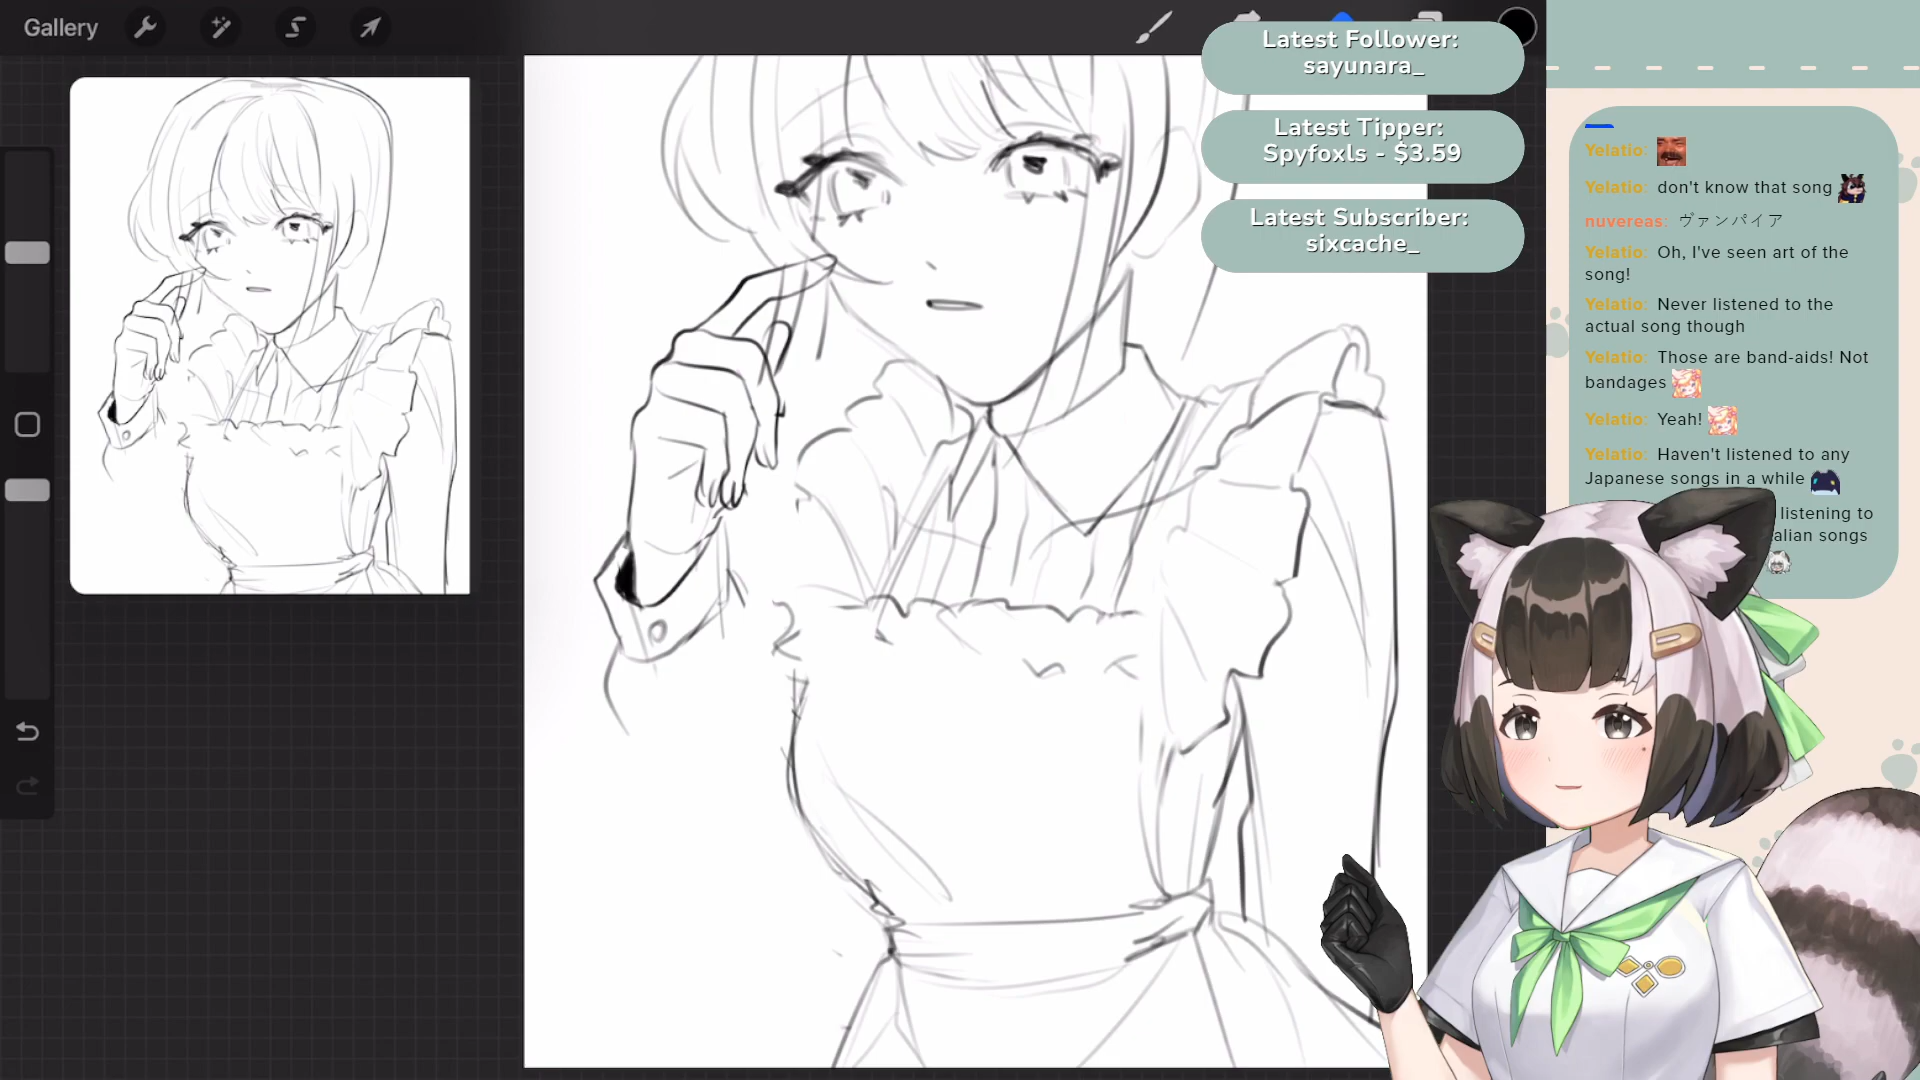 Gallery
Latest Follower:
sayunara_
Latest Tipper:
Spyfoxls - $3.59
Latest Subscriber:
sixcache_
Yelatio:
Yelatio: don't know that song
nuvereas: ヴァンパイア
Yelatio: Oh, I've seen art of the
song!
Yelatio: Never listened to the
actual song though
Yelatio: Those are band-aids! Not
bandages
Yelatio: Yeah!
Yelatio: Haven't listened to any
Japanese songs in a while
listening to
alian songs